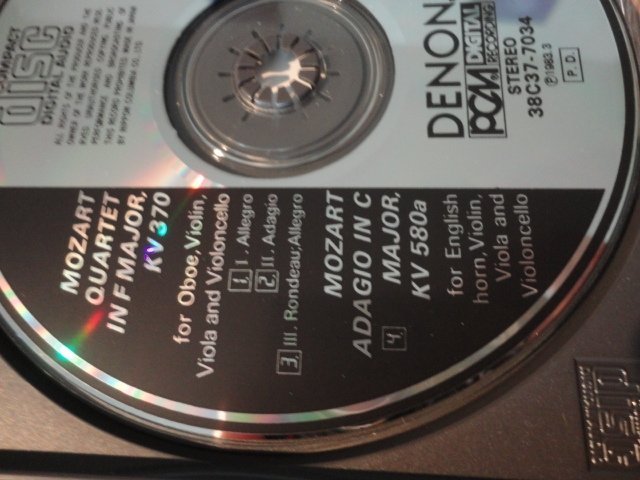 COMPACT
disc
DIGITAL AUDIO
DENON
PCM DIGITAL RECORDING
STEREO
38C37-7034
Ⓟ1983.3
P.D.
MOZART
QUARTET
IN F MAJOR,
KV 370
for Oboe, Violin,
Viola and Violoncello
1 I. Allegro
2 II. Adagio
3 III. Rondeau; Allegro
MOZART
ADAGIO IN C
MAJOR,
KV 580a
4
for English
horn, Violin,
Viola and
Violoncello